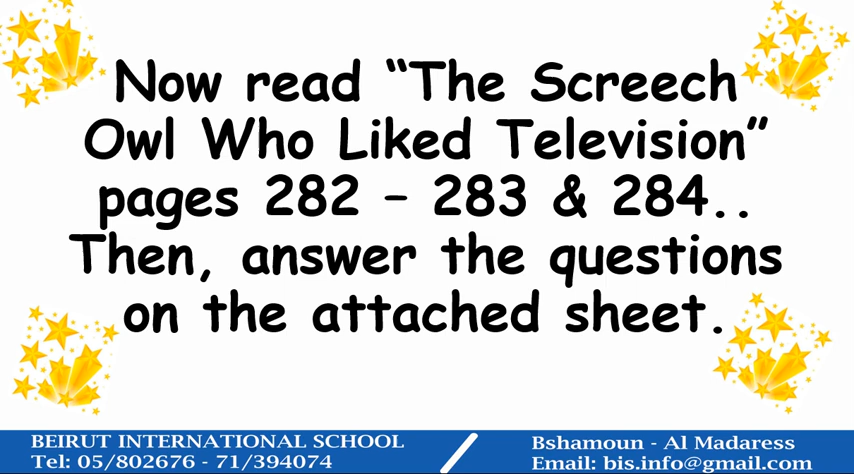 Now read “The Screech
Owl Who Liked Television”
pages 282 – 283 & 284..
Then, answer the questions
on the attached sheet.
BEIRUT INTERNATIONAL SCHOOL
Tel: 05/802676 - 71/394074
Bshamoun - Al Madaress
Email: bis.info@gmail.com